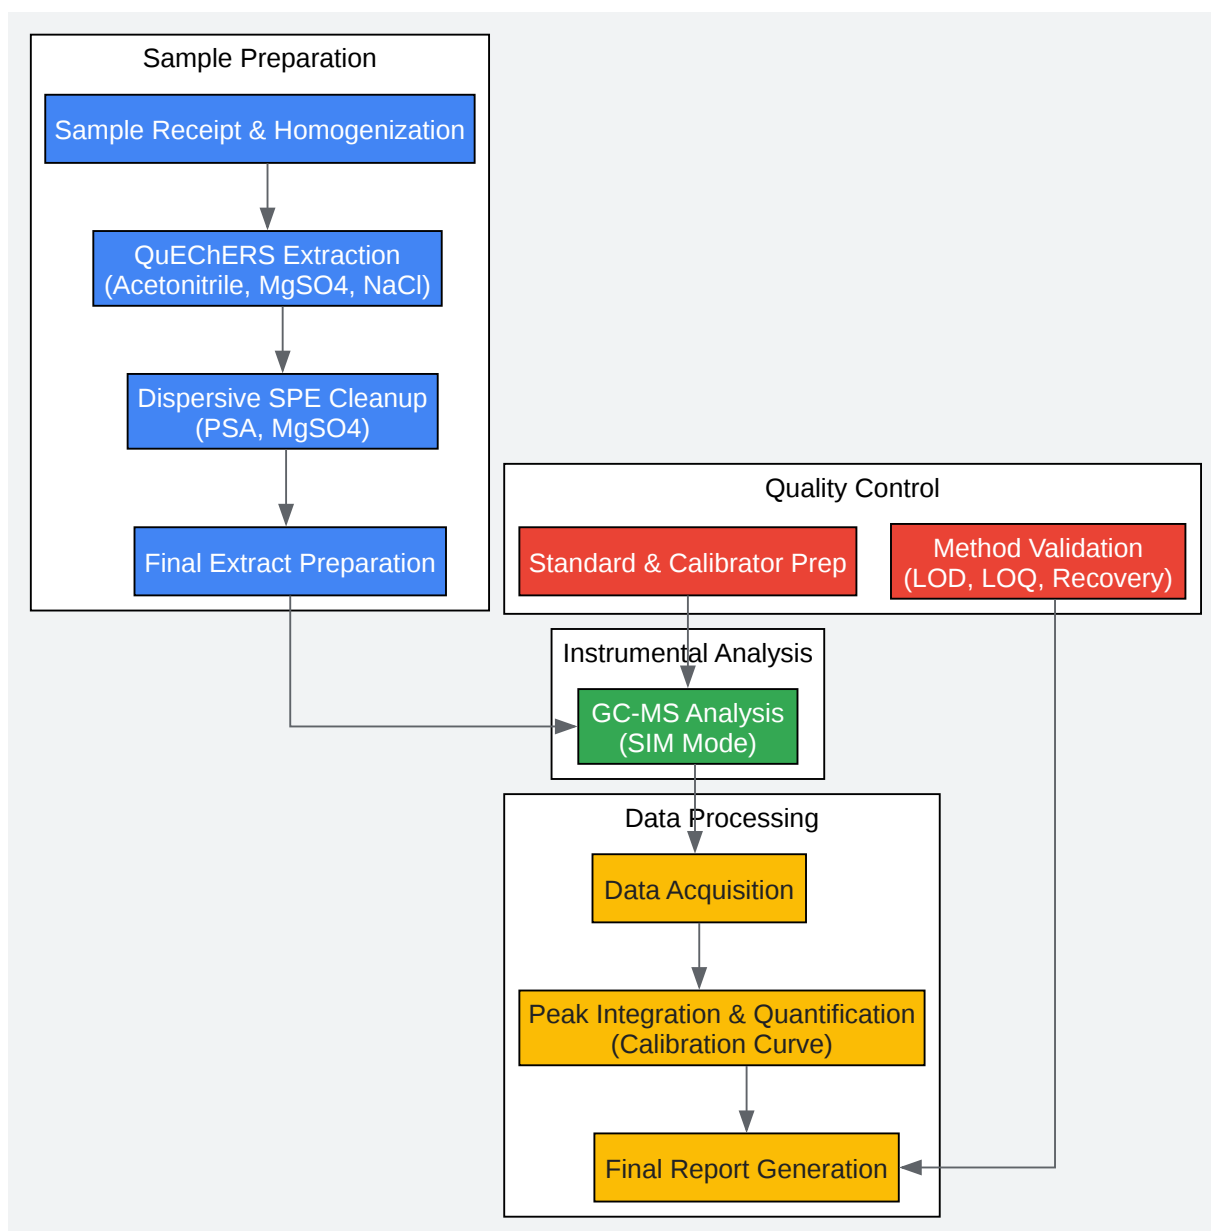 Sample Preparation
Sample Receipt & Homogenization
QuEChERS Extraction
(Acetonitrile, MgSO4, NaCl)
Dispersive SPE Cleanup
(PSA, MgSO4)
Final Extract Preparation
Quality Control
Standard & Calibrator Prep
Method Validation
(LOD, LOQ, Recovery)
Instrumental Analysis
GC-MS Analysis
(SIM Mode)
Data Processing
Data Acquisition
Peak Integration & Quantification
(Calibration Curve)
Final Report Generation